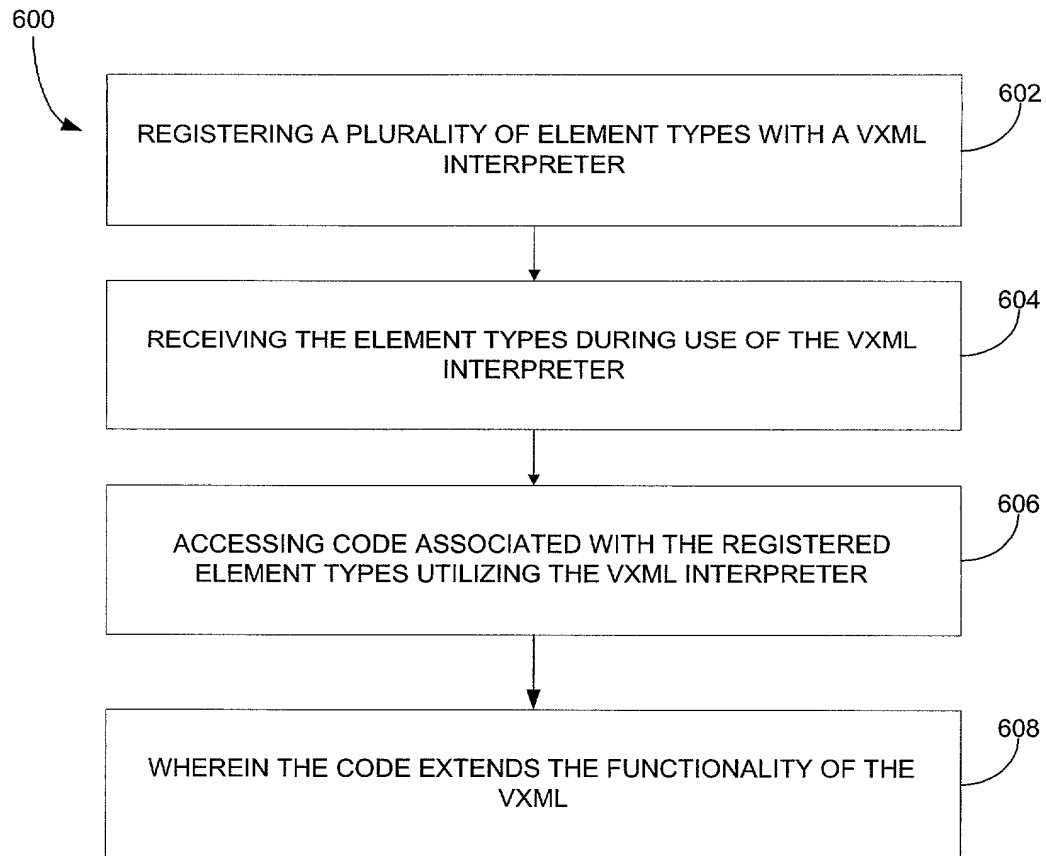 600
602
REGISTERING A PLURALITY OF ELEMENT TYPES WITH A VXML
INTERPRETER
604
RECEIVING THE ELEMENT TYPES DURING USE OF THE VXML
INTERPRETER
606
ACCESSING CODE ASSOCIATED WITH THE REGISTERED
ELEMENT TYPES UTILIZING THE VXML INTERPRETER
608
WHEREIN THE CODE EXTENDS THE FUNCTIONALITY OF THE
VXML